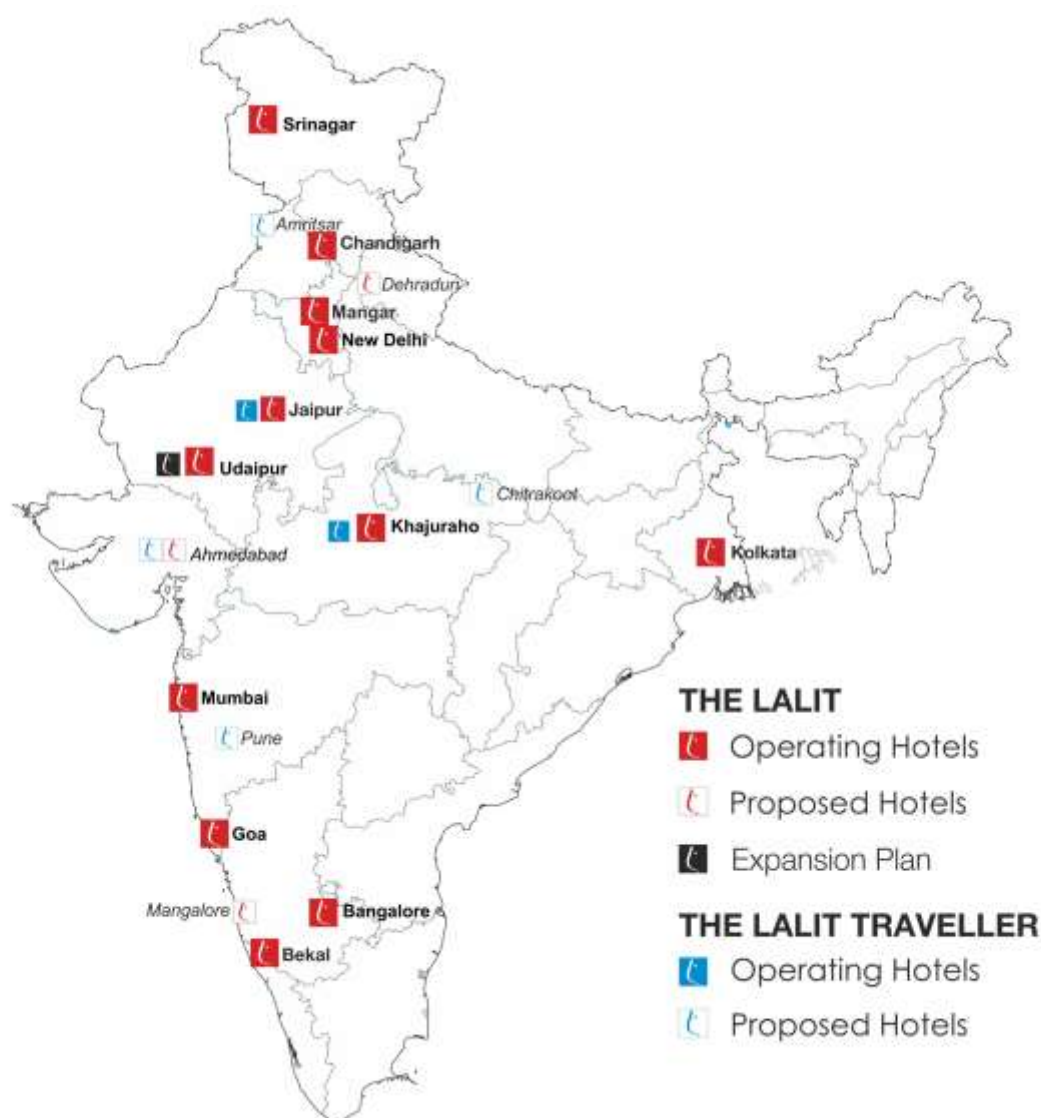 Srinagar
Amritsar
Chandigarh
Dehradun
Mangar
New Delhi
Jaipur
Udaipur
Chitrakoot
Khajuraho
Ahmedabad
Kolkata
Mumbai
THE LALIT
Operating Hotels
Pune
Proposed Hotels
Goa
Expansion Plan
Mangalore
Bangalore
THE LALIT TRAVELLER
Bekal
Operating Hotels
Proposed Hotels